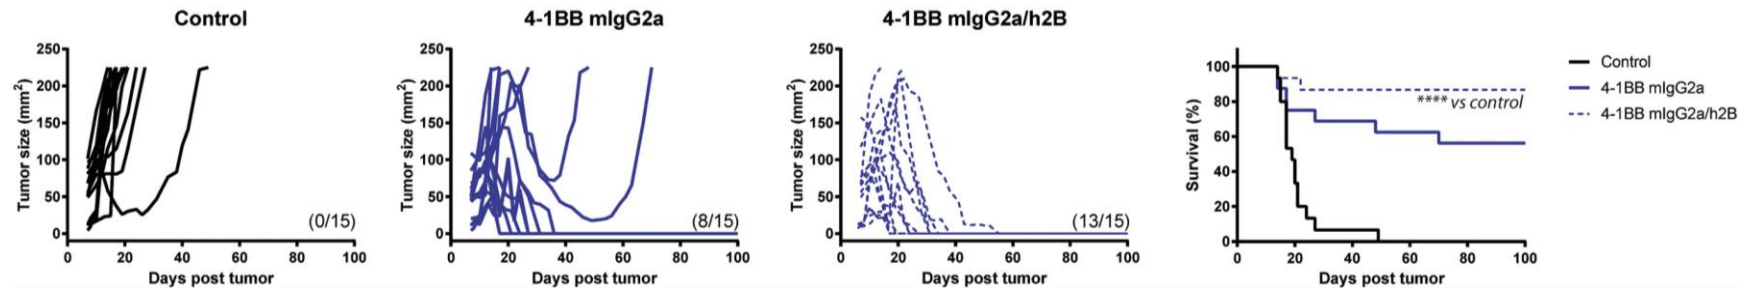 Control
250
200
150
100
50
0
Tumor size (mm²)
0 20 40 60 80 100
Days post tumor
(0/15)
4-1BB mIgG2a
250
200
150
100
50
0
Tumor size (mm²)
0 20 40 60 80 100
Days post tumor
(8/15)
4-1BB mIgG2a/h2B
250
200
150
100
50
0
Tumor size (mm²)
0 20 40 60 80 100
Days post tumor
(13/15)
100
80
60
40
20
0
Survival (%)
0 20 40 60 80 100
Days post tumor
**** vs control
Control
4-1BB mIgG2a
4-1BB mIgG2a/h2B